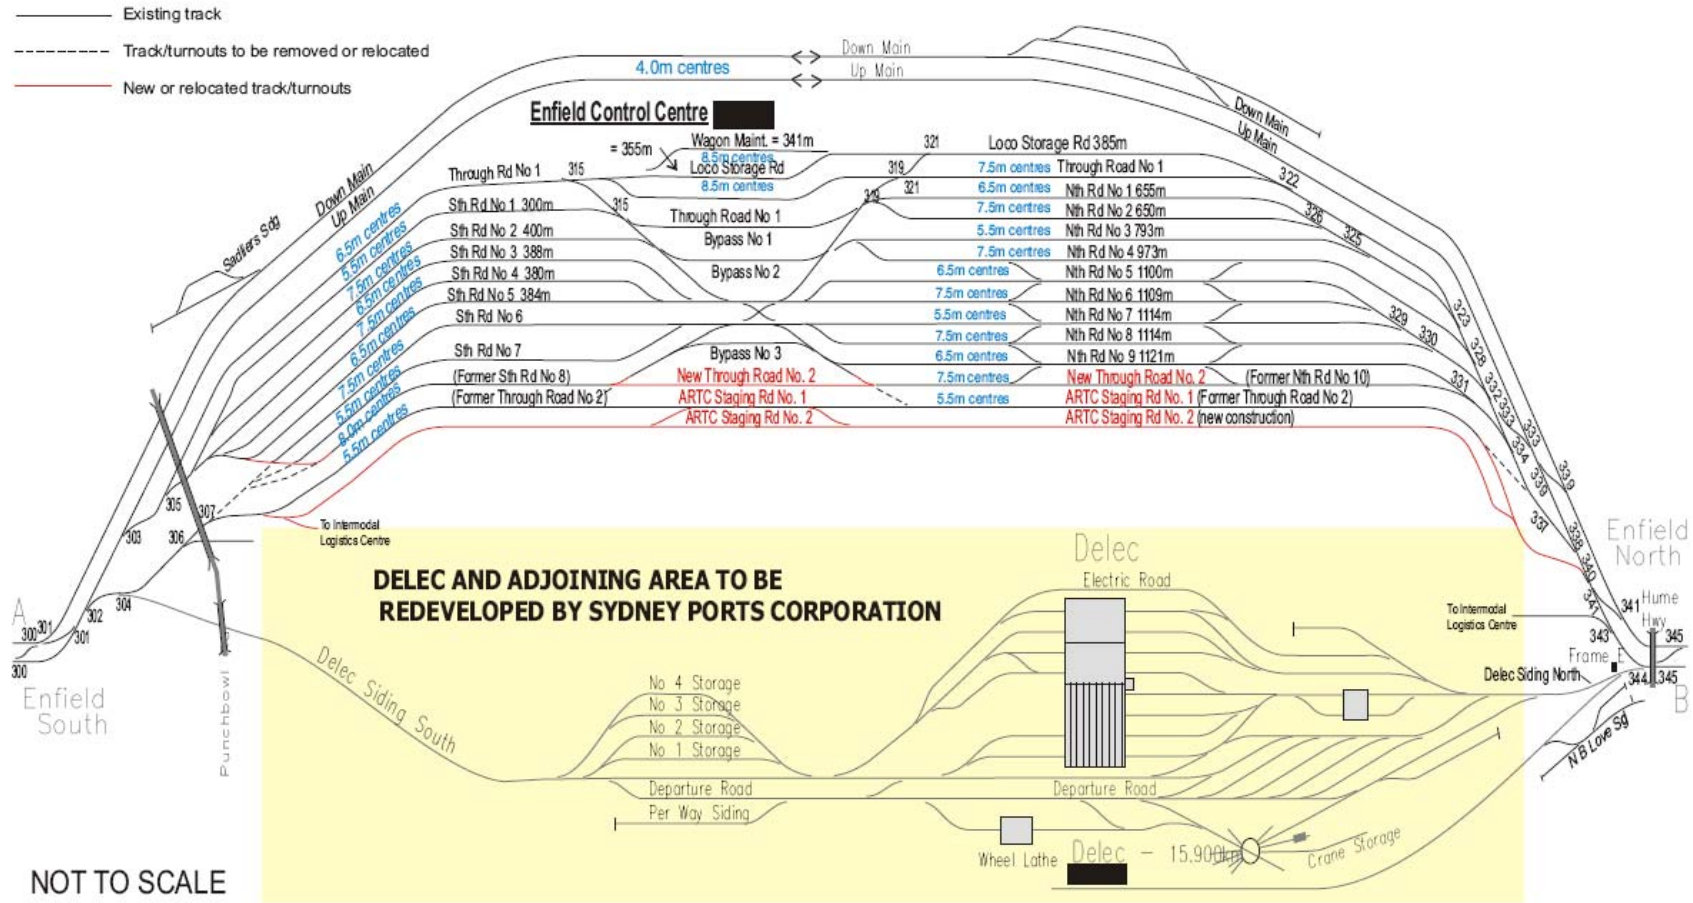 Existing track
Track/turnouts to be removed or relocated
New or relocated track/turnouts
Down Main
4.0m centres
Up Main
Down Main
Up Main
Enfield Control Centre
Wagon Maint. = 341m
= 355m
8.5m centres
Loco Storage Rd
8.5m centres
321
Loco Storage Rd 385m
Through Rd No 1
315
319
7.5m centres Through Road No 1
322
321
6.5m centres Nth Rd No 1 655m
Sth Rd No 1 300m
315
319
Through Road No 1
7.5m centres Nth Rd No 2 650m
326
Sth Rd No 2 400m
Bypass No 1
5.5m centres Nth Rd No 3 793m
325
Sth Rd No 3 388m
7.5m centres Nth Rd No 4 973m
Sth Rd No 4 380m
Bypass No 2
6.5m centres Nth Rd No 5 1100m
Sth Rd No 5 384m
7.5m centres Nth Rd No 6 1109m
Sth Rd No 6
5.5m centres Nth Rd No 7 1114m
7.5m centres Nth Rd No 8 1114m
Sth Rd No 7
Bypass No 3
6.5m centres Nth Rd No 9 1121m
(Former Sth Rd No 8)
New Through Road No. 2
7.5m centres New Through Road No. 2 (Former Nth Rd No 10)
(Former Through Road No 2)
ARTC Staging Rd No. 1
5.5m centres ARTC Staging Rd No. 1 (Former Through Road No 2)
ARTC Staging Rd No. 2
ARTC Staging Rd No. 2 (new construction)
Down Main
Up Main
Sadliers Sdg
6.5m centres
5.5m centres
7.5m centres
6.5m centres
7.5m centres
6.5m centres
7.5m centres
5.5m centres
8.0m centres
5.5m centres
323
329
330
328
331
332
333
333
334
339
339
337
338
340
341
341
343
344
345
345
305
307
303
306
302
304
301
301
300
300
A
Enfield
South
Punchbowl
To Intermodal
Logistics Centre
DELEC AND ADJOINING AREA TO BE
REDEVELOPED BY SYDNEY PORTS CORPORATION
Delec
Electric Road
Enfield
North
Hume
Hwy
To Intermodal
Logistics Centre
Frame E
Delec Siding North
B
N B Love Sg
Delec Siding South
No 4 Storage
No 3 Storage
No 2 Storage
No 1 Storage
Departure Road
Departure Road
Per Way Siding
Wheel Lathe
Delec - 15.900km
Crane Storage
NOT TO SCALE